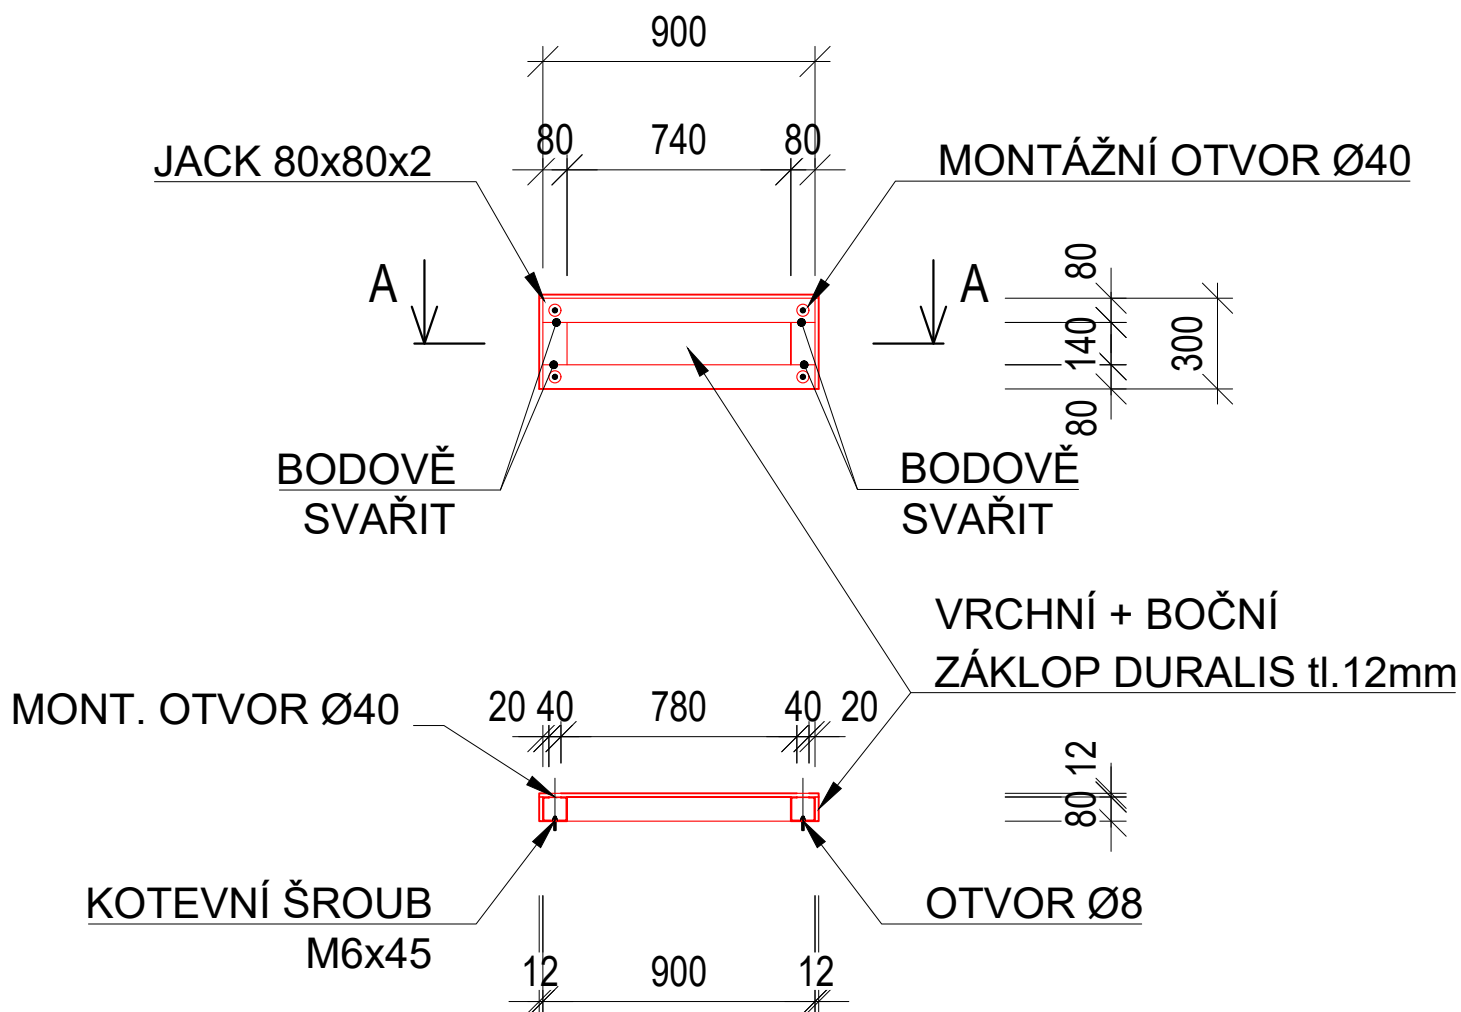 900
80 740 80
JACK 80x80x2
MONTÁŽNÍ OTVOR Ø40
A A
80
140
300
80
BODOVĚ
SVAŘIT
BODOVĚ
SVAŘIT
VRCHNÍ + BOČNÍ
ZÁKLOP DURALIS tl.12mm
MONT. OTVOR Ø40
20 40 780 40 20
12
80
KOTEVNÍ ŠROUB
M6x45
OTVOR Ø8
12 900 12